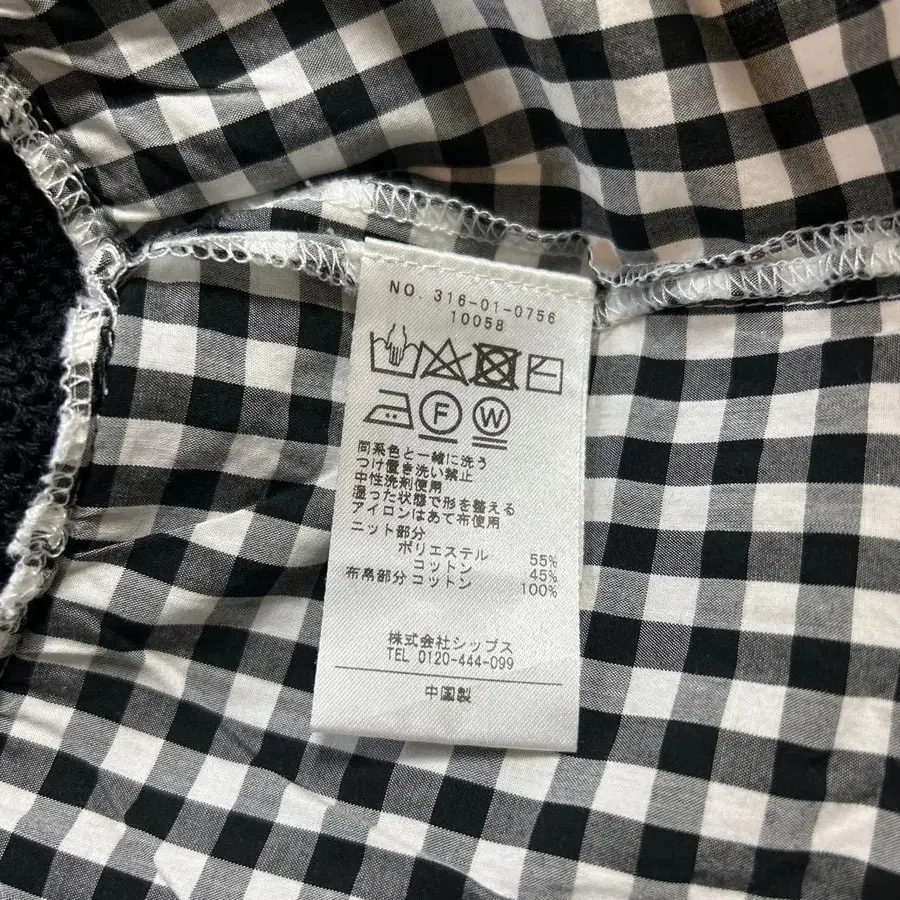 NO. 316-01-0756
10058
F W
同系色と一緒に洗う
つけ置き洗い禁止
中性洗剤使用
湿った状態で形を整える
アイロンはあて布使用
ニット部分
ポリエステル 55%
コットン 45%
布帛部分 コットン 100%
株式会社シップス
TEL 0120-444-099
中国製